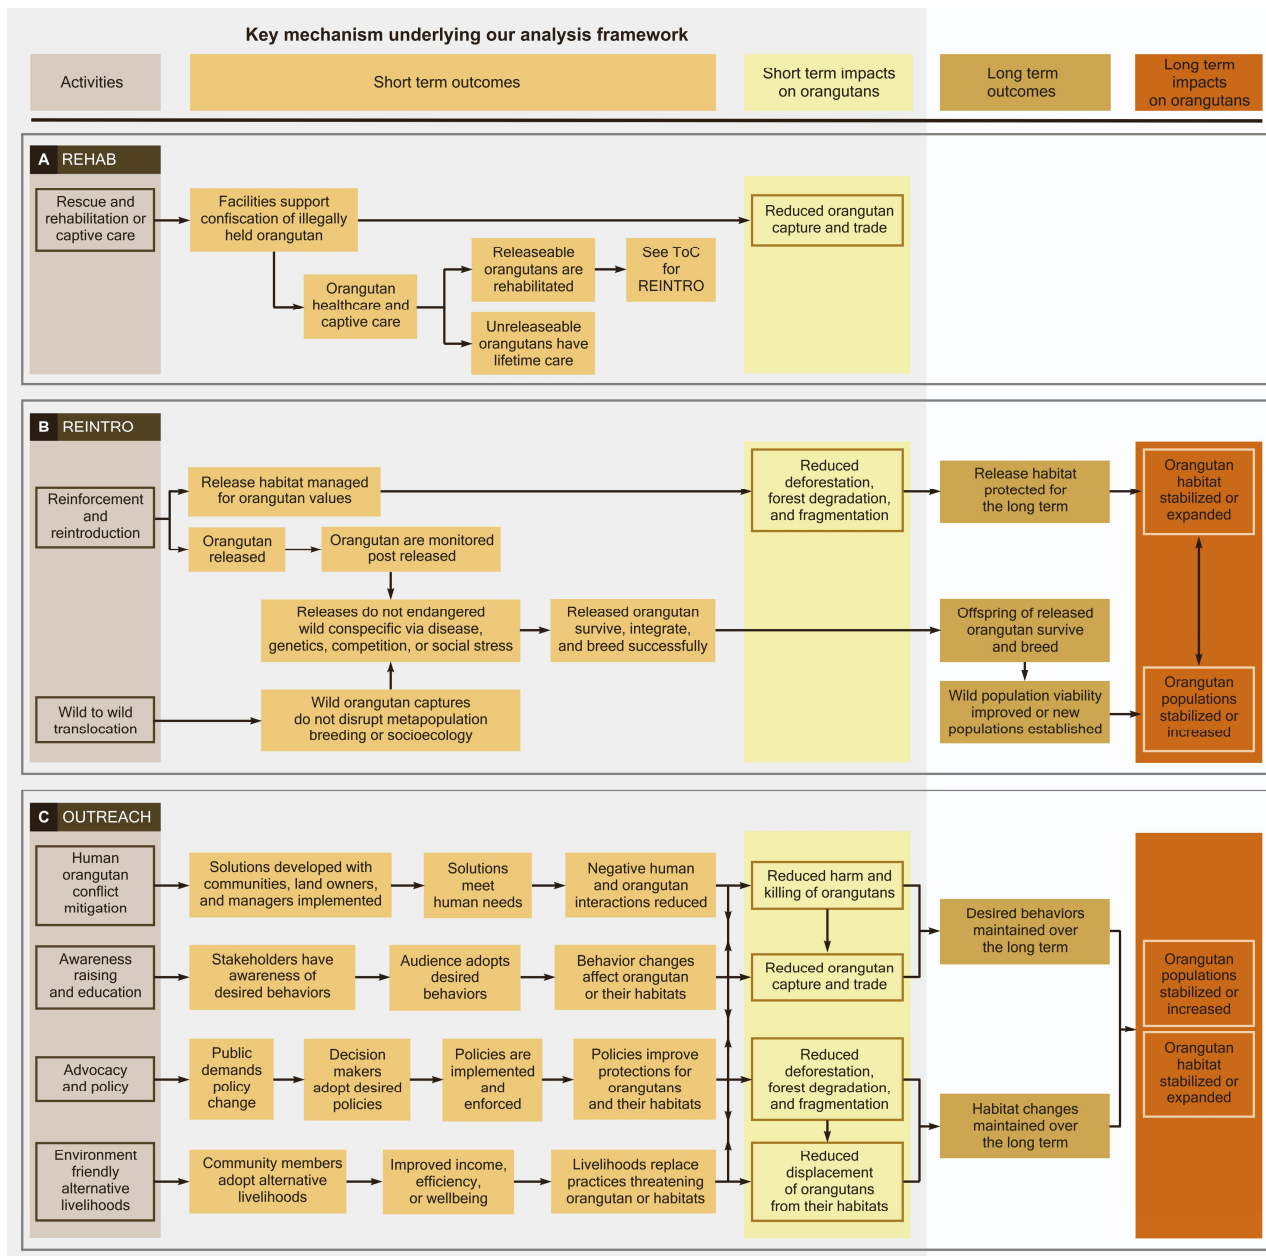 Key mechanism underlying our analysis framework
Activities
Short term outcomes
Short term impacts
on orangutans
Long term
outcomes
Long term
impacts
on orangutans
A REHAB
Rescue and
rehabilitation or
captive care
Facilities support
confiscation of illegally
held orangutan
Reduced orangutan
capture and trade
Orangutan
healthcare and
captive care
Releaseable
orangutans are
rehabilitated
See ToC
for
REINTRO
Unreleaseable
orangutans have
lifetime care
B REINTRO
Reinforcement
and
reintroduction
Release habitat managed
for orangutan values
Reduced
deforestation,
forest degradation,
and fragmentation
Release habitat
protected for
the long term
Orangutan
habitat
stabilized or
expanded
Orangutan
released
Orangutan are monitored
post released
Releases do not endangered
wild conspecific via disease,
genetics, competition, or social stress
Released orangutan
survive, integrate,
and breed successfully
Offspring of released
orangutan survive
and breed
Wild to wild
translocation
Wild orangutan captures
do not disrupt metapopulation
breeding or socioecology
Wild population viability
improved or new
populations established
Orangutan
populations
stabilized or
increased
C OUTREACH
Human
orangutan
conflict
mitigation
Solutions developed with
communities, land owners,
and managers implemented
Solutions
meet
human needs
Negative human
and orangutan
interactions reduced
Reduced harm and
killing of orangutans
Desired behaviors
maintained over
the long term
Awareness
raising
and education
Stakeholders have
awareness of
desired behaviors
Audience adopts
desired
behaviors
Behavior changes
affect orangutan
or their habitats
Reduced orangutan
capture and trade
Orangutan
populations
stabilized or
increased
Advocacy
and policy
Public
demands
policy
change
Decision
makers
adopt desired
policies
Policies are
implemented
and
enforced
Policies improve
protections for
orangutans
and their habitats
Reduced
deforestation,
forest degradation,
and fragmentation
Orangutan
habitat
stabilized or
expanded
Habitat changes
maintained over
the long term
Environment
friendly
alternative
livelihoods
Community members
adopt alternative
livelihoods
Improved income,
efficiency,
or wellbeing
Livelihoods replace
practices threatening
orangutan or habitats
Reduced
displacement
of orangutans
from their habitats